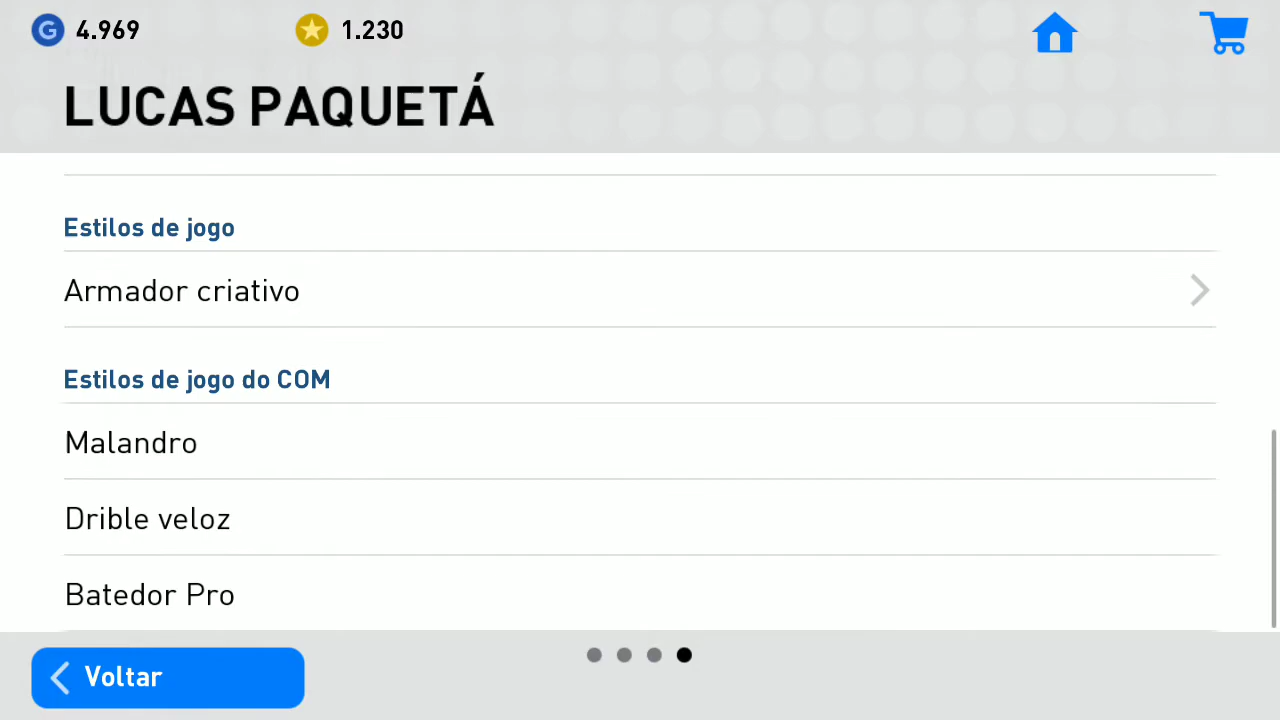 G 4.969 1.230
LUCAS PAQUETÁ
Estilos de jogo
Armador criativo
Estilos de jogo do COM
Malandro
Drible veloz
Batedor Pro
Voltar